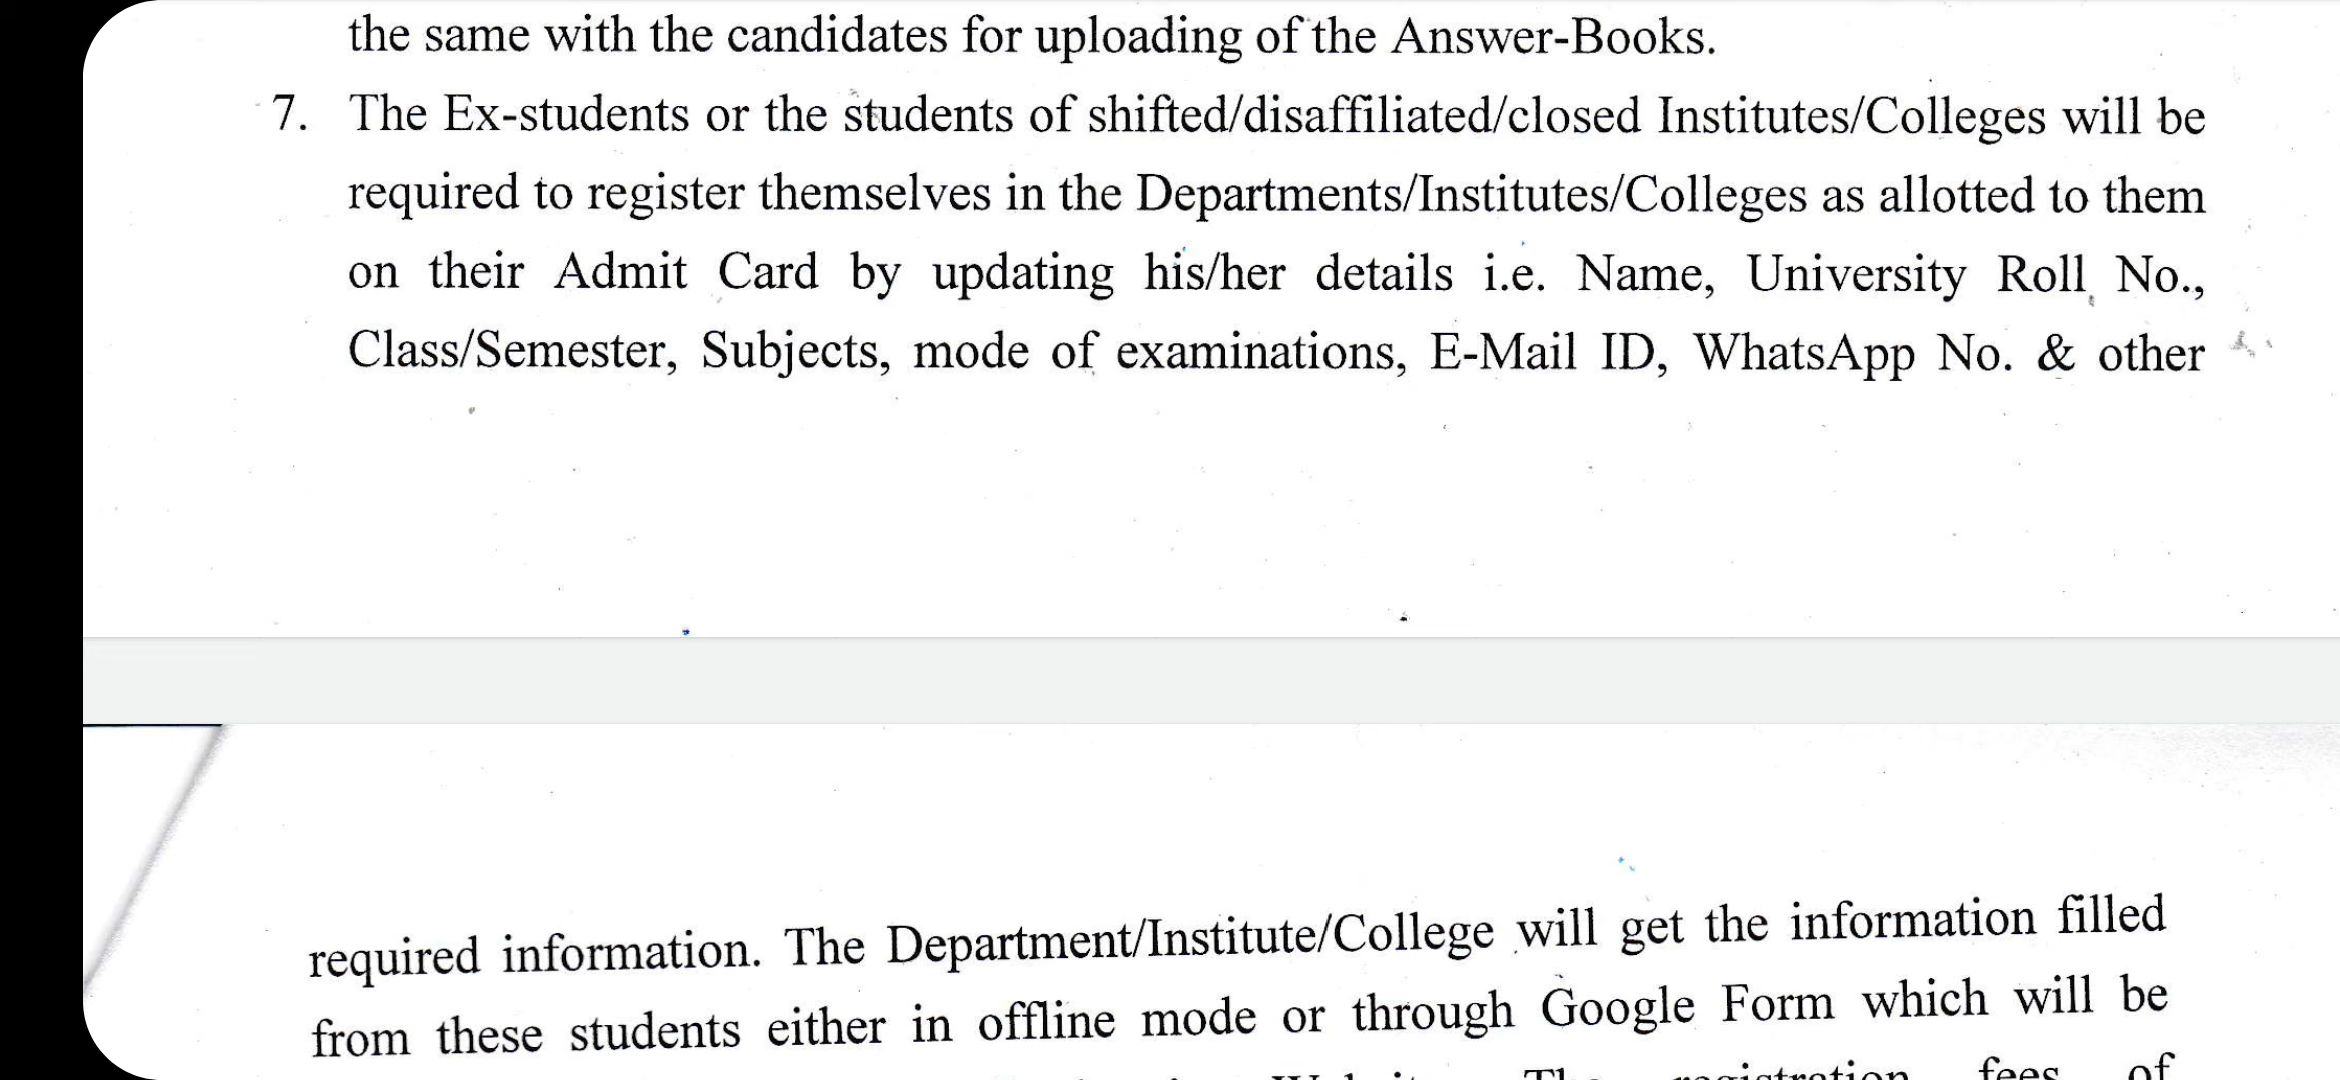 the same with the candidates for uploading of the Answer-Books.
7. The Ex-students or the students of shifted/disaffiliated/closed Institutes/Colleges will be
required to register themselves in the Departments/Institutes/Colleges as allotted to them
on their Admit Card by updating his/her details i.e. Name, University Roll No.,
Class/Semester, Subjects, mode of examinations, E-Mail ID, WhatsApp No. & other
required information. The Department/Institute/College will get the information filled
from these students either in offline mode or through Google Form which will be
registration fees of